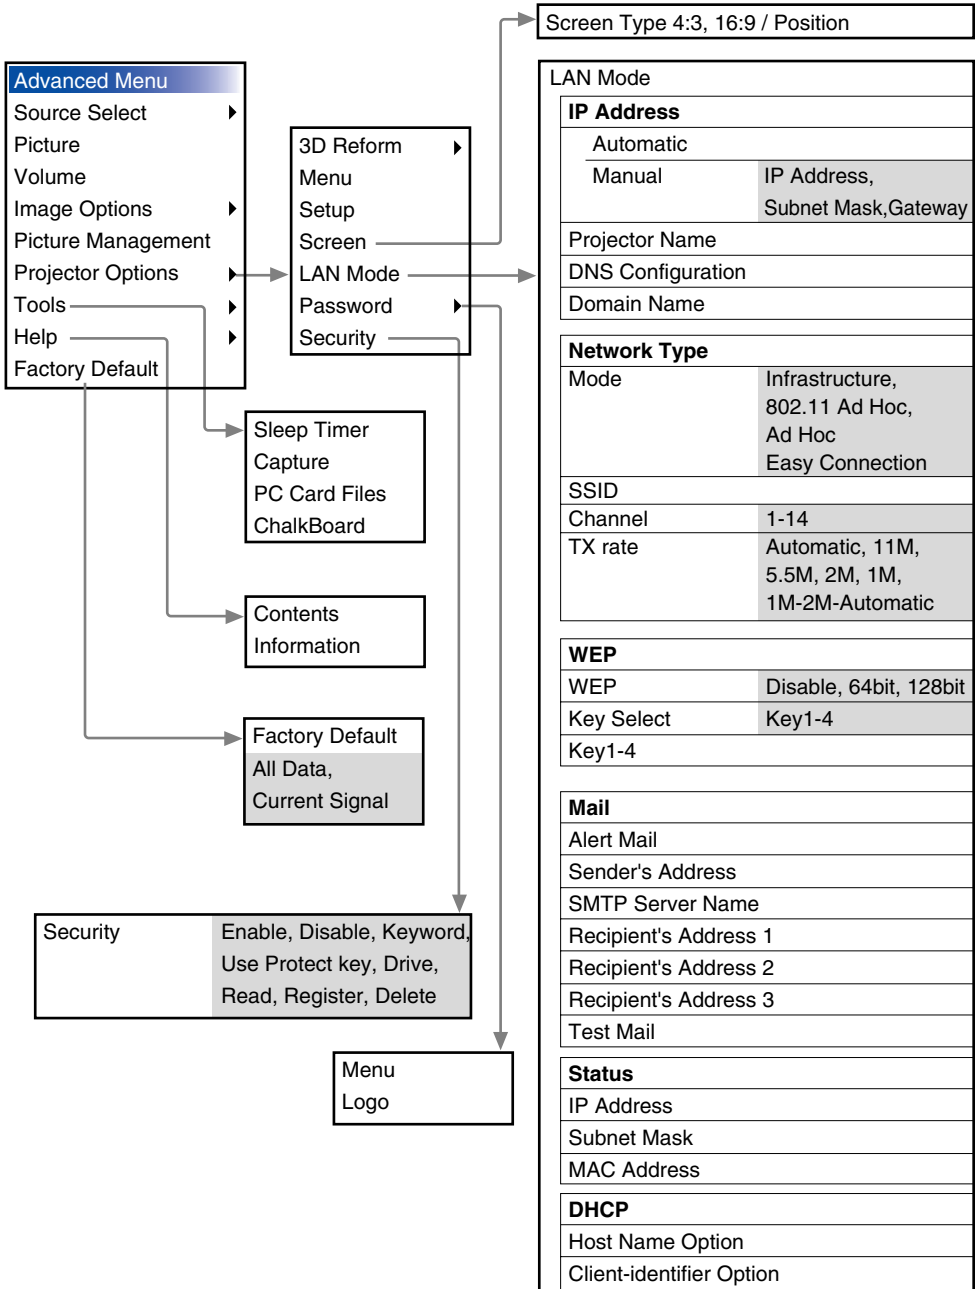 Screen Type 4:3, 16:9 / Position
Advanced Menu
Source Select
Picture
Volume
Image Options
Picture Management
Projector Options
Tools
Help
Factory Default
3D Reform
Menu
Setup
Screen
LAN Mode
Password
Security
Sleep Timer
Capture
PC Card Files
ChalkBoard
Contents
Information
Factory Default
All Data,
Current Signal
Security
Enable, Disable, Keyword,
Use Protect key, Drive,
Read, Register, Delete
Menu
Logo
LAN Mode
IP Address
Automatic
Manual
IP Address,
Subnet Mask,Gateway
Projector Name
DNS Configuration
Domain Name
Network Type
Mode
Infrastructure,
802.11 Ad Hoc,
Ad Hoc
Easy Connection
SSID
Channel
1-14
TX rate
Automatic, 11M,
5.5M, 2M, 1M,
1M-2M-Automatic
WEP
WEP
Disable, 64bit, 128bit
Key Select
Key1-4
Key1-4
Mail
Alert Mail
Sender's Address
SMTP Server Name
Recipient's Address 1
Recipient's Address 2
Recipient's Address 3
Test Mail
Status
IP Address
Subnet Mask
MAC Address
DHCP
Host Name Option
Client-identifier Option